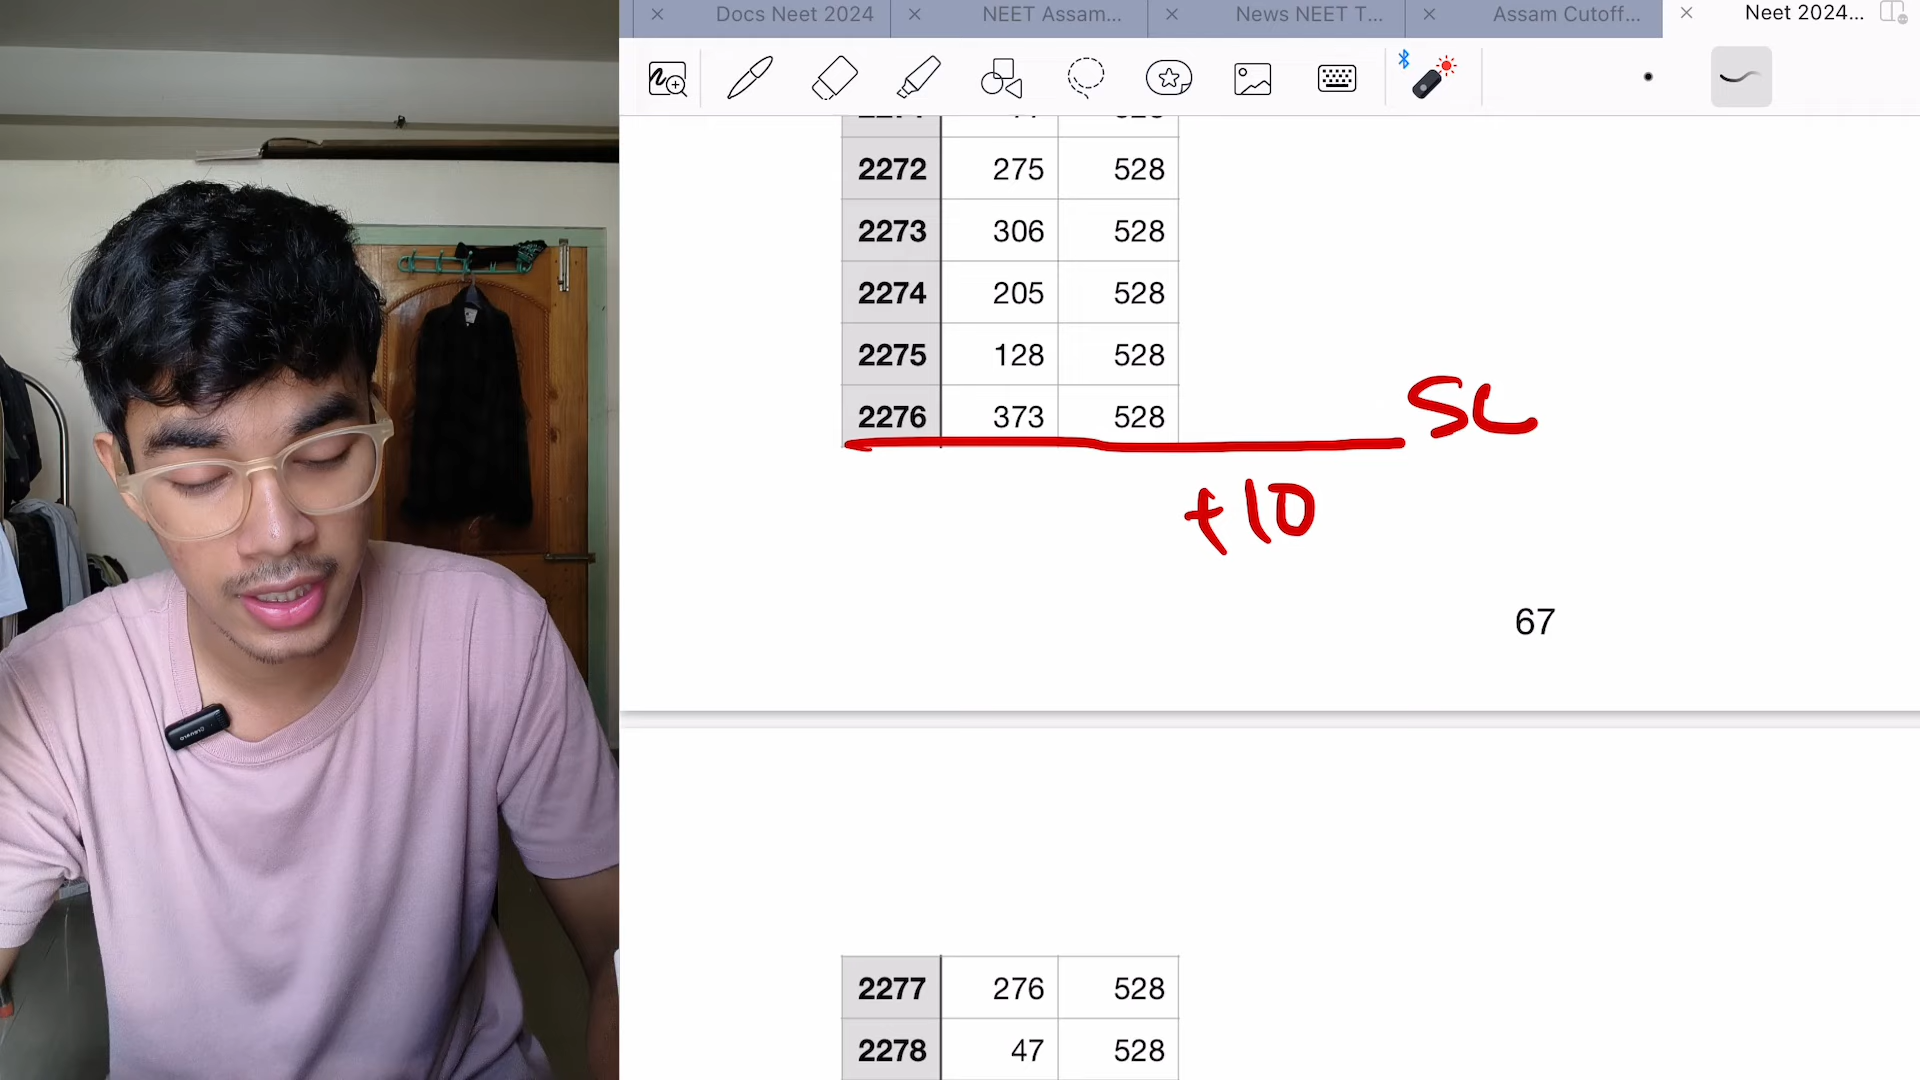 Docs Neet 2024 NEET Assam... News NEET T... Assam Cutoff... Neet 2024...
2272 275 528
2273 306 528
2274 205 528
2275 128 528
2276 373 528
SC
+10
67
2277 276 528
2278 47 528